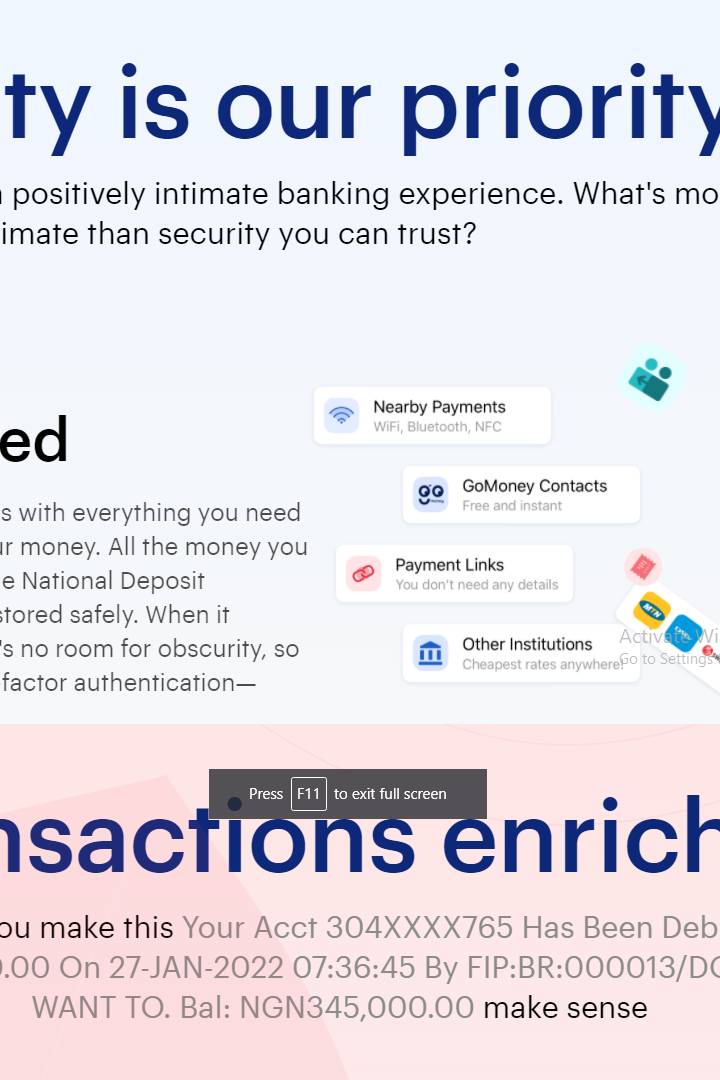 ty is our priority
positively intimate banking experience. What's mo
imate than security you can trust?
Nearby Payments
WiFi, Bluetooth, NFC
ed
GoMoney Contacts
Free and instant
s with everything you need
ur money. All the money you
Payment Links
You don't need any details
e National Deposit
stored safely. When it
MTN
Other Institutions
Cheapest rates anywhere!
Activate Wi
Go to Settings
's no room for obscurity, so
factor authentication—
Press F11 to exit full screen
nsactions enrich
ou make this Your Acct 304XXXX765 Has Been Deb
0.00 On 27-JAN-2022 07:36:45 By FIP:BR:000013/DO
WANT TO. Bal: NGN345,000.00 make sense